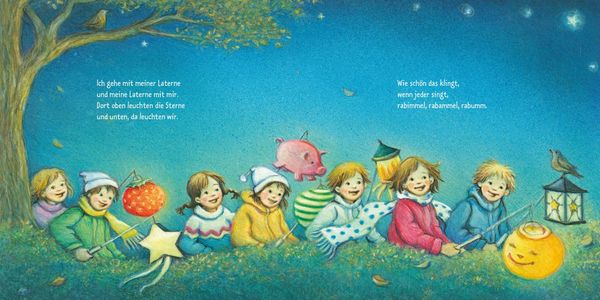 Ich gehe mit meiner Laterne
und meine Laterne mit mir.
Dort oben leuchten die Sterne
und unten, da leuchten wir.
Wie schön das klingt,
wenn jeder singt,
rabimmel, rabammel, rabumm.